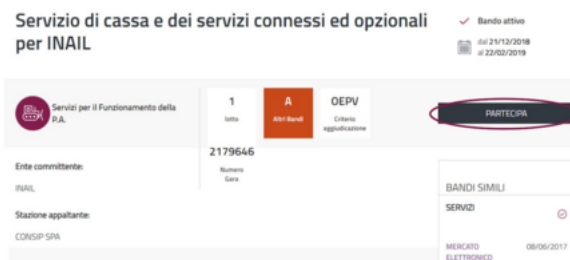 Servizio di cassa e dei servizi connessi ed opzionali
per INAIL
Bando attivo
dal 21/12/2018
al 22/02/2019
Servizi per il Funzionamento della
P.A.
1
lotto
A
Altri Bandi
OEPV
Criterio
aggiudicazione
PARTECIPA
2179646
Numero
Gara
Ente committente:
INAIL
Stazione appaltante:
CONSIP SPA
BANDI SIMILI
SERVIZI
MERCATO
ELETTRONICO
08/06/2017